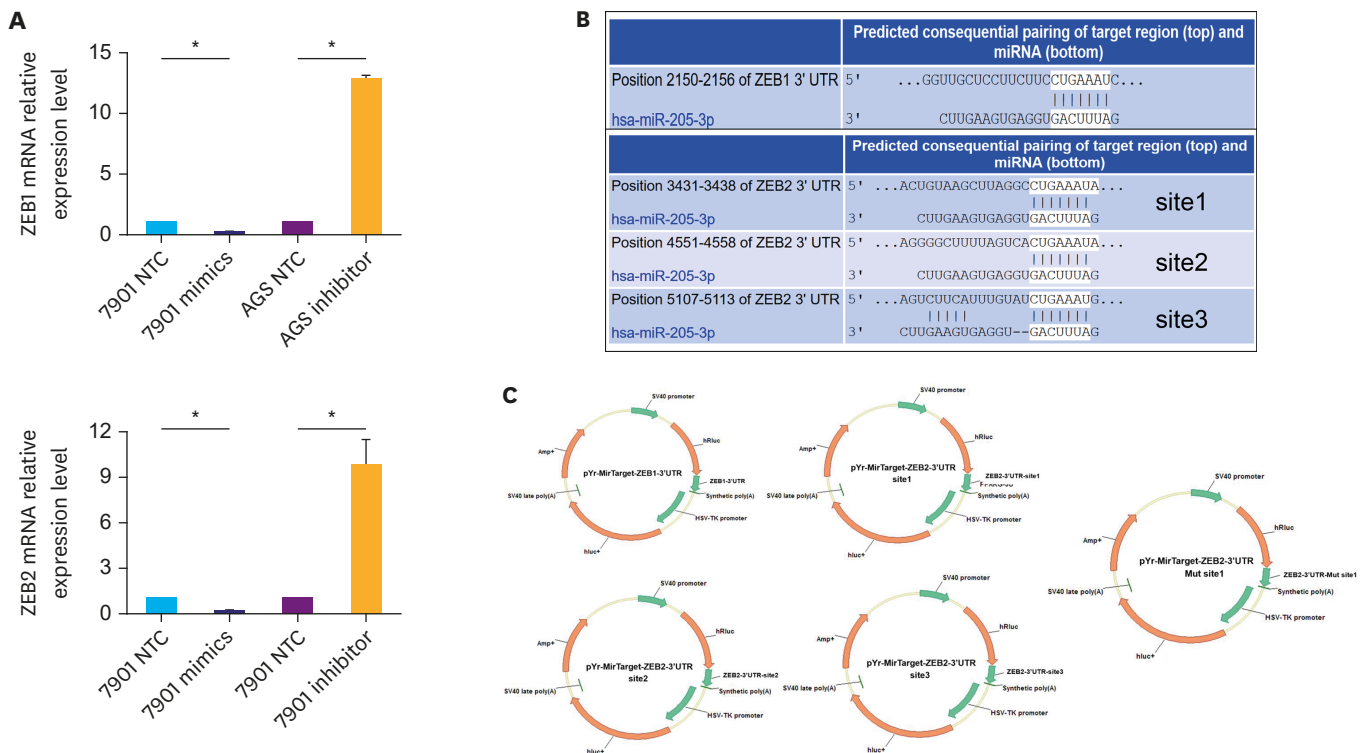 A
ZEB1 mRNA relative
expression level
15
10
5
0
*
*
7901 NTC
7901 mimics
AGS NTC
AGS inhibitor
ZEB2 mRNA relative
expression level
12
9
6
3
0
*
*
7901 NTC
7901 mimics
7901 NTC
7901 inhibitor
B
Predicted consequential pairing of target region (top) and
miRNA (bottom)
Position 2150-2156 of ZEB1 3' UTR 5' ...GGUUGCUCCUUCUUCCUGAAAUC...
hsa-miR-205-3p 3' CUUGAAGUGAGGUGACUUUAG
Predicted consequential pairing of target region (top) and
miRNA (bottom)
Position 3431-3438 of ZEB2 3' UTR 5' ...ACUGUAAGCUUAGGCCUGAAAUA...
site1
hsa-miR-205-3p 3' CUUGAAGUGAGGUGACUUUAG
Position 4551-4558 of ZEB2 3' UTR 5' ...AGGGGCUUUUAGUCACUGAAAUA...
site2
hsa-miR-205-3p 3' CUUGAAGUGAGGUGACUUUAG
Position 5107-5113 of ZEB2 3' UTR 5' ...AGUCUUCAUUUGUAUCUGAAAUG...
site3
hsa-miR-205-3p 3' CUUGAAGUGAGGU--GACUUUAG
C
SV40 promoter
hRluc
Amp+
pYr-MirTarget-ZEB1-3'UTR
ZEB1-3'UTR
Synthetic poly(A)
SV40 late poly(A)
HSV-TK promoter
hluc+
SV40 promoter
hRluc
Amp+
pYr-MirTarget-ZEB2-3'UTR
site1
ZEB2-3'UTR-site1
Synthetic poly(A)
SV40 late poly(A)
HSV-TK promoter
hluc+
SV40 promoter
hRluc
Amp+
pYr-MirTarget-ZEB2-3'UTR
Mut site1
ZEB2-3'UTR-Mut site1
Synthetic poly(A)
SV40 late poly(A)
HSV-TK promoter
hluc+
SV40 promoter
hRluc
Amp+
pYr-MirTarget-ZEB2-3'UTR
site2
ZEB2-3'UTR-site2
Synthetic poly(A)
SV40 late poly(A)
HSV-TK promoter
hluc+
SV40 promoter
hRluc
Amp+
pYr-MirTarget-ZEB2-3'UTR
site3
ZEB2-3'UTR-site3
Synthetic poly(A)
SV40 late poly(A)
HSV-TK promoter
hluc+